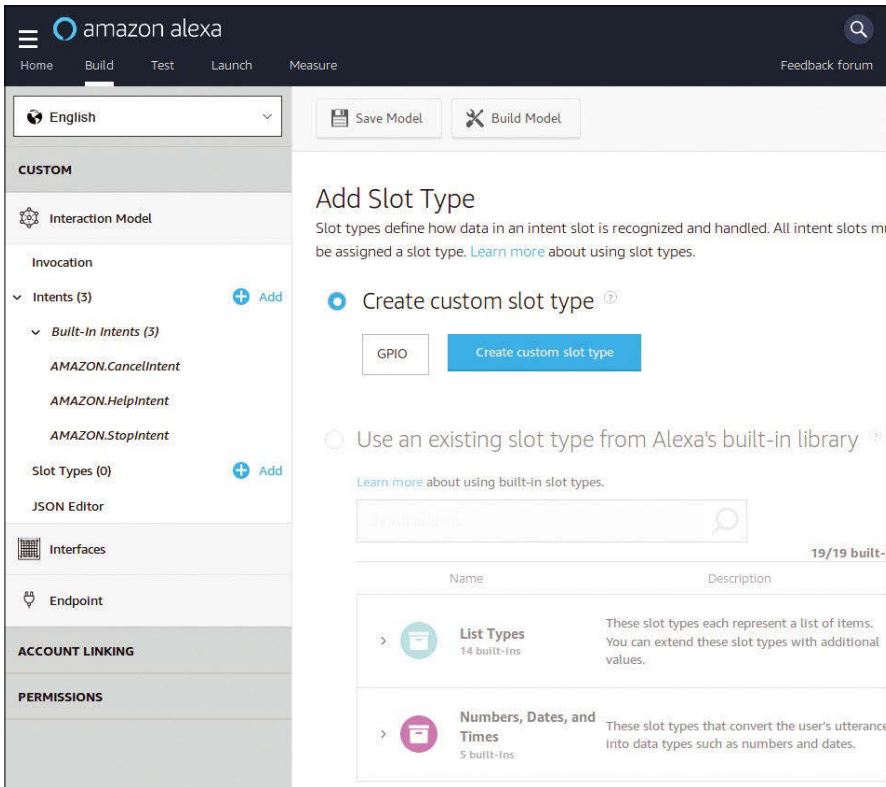 amazon alexa
Home Build Test Launch Measure Feedback forum
English
Save Model Build Model
CUSTOM
Interaction Model
Invocation
Intents (3) Add
Built-In Intents (3)
AMAZON.CancelIntent
AMAZON.HelpIntent
AMAZON.StopIntent
Slot Types (0) Add
JSON Editor
Interfaces
Endpoint
ACCOUNT LINKING
PERMISSIONS
Add Slot Type
Slot types define how data in an intent slot is recognized and handled. All intent slots mu
be assigned a slot type. Learn more about using slot types.
Create custom slot type ?
GPIO Create custom slot type
Use an existing slot type from Alexa's built-in library ?
Learn more about using built-in slot types.
19/19 built-
Name Description
List Types
14 built-ins
These slot types each represent a list of items.
You can extend these slot types with additional
values.
Numbers, Dates, and
Times
5 built-ins
These slot types that convert the user's utterance
into data types such as numbers and dates.